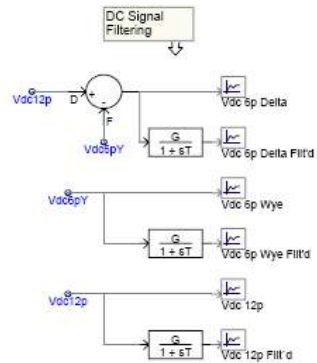 DC Signal
Filtering
Vdc12p
D
+
-
F
Vdc6pY
Vdc 6p Delta
G
1 + sT
Vdc 6p Delta Filt'd
Vdc6pY
Vdc 6p Wye
G
1 + sT
Vdc 6p Wye Filt'd
Vdc12p
Vdc 12p
G
1 + sT
Vdc 12p Filt'd